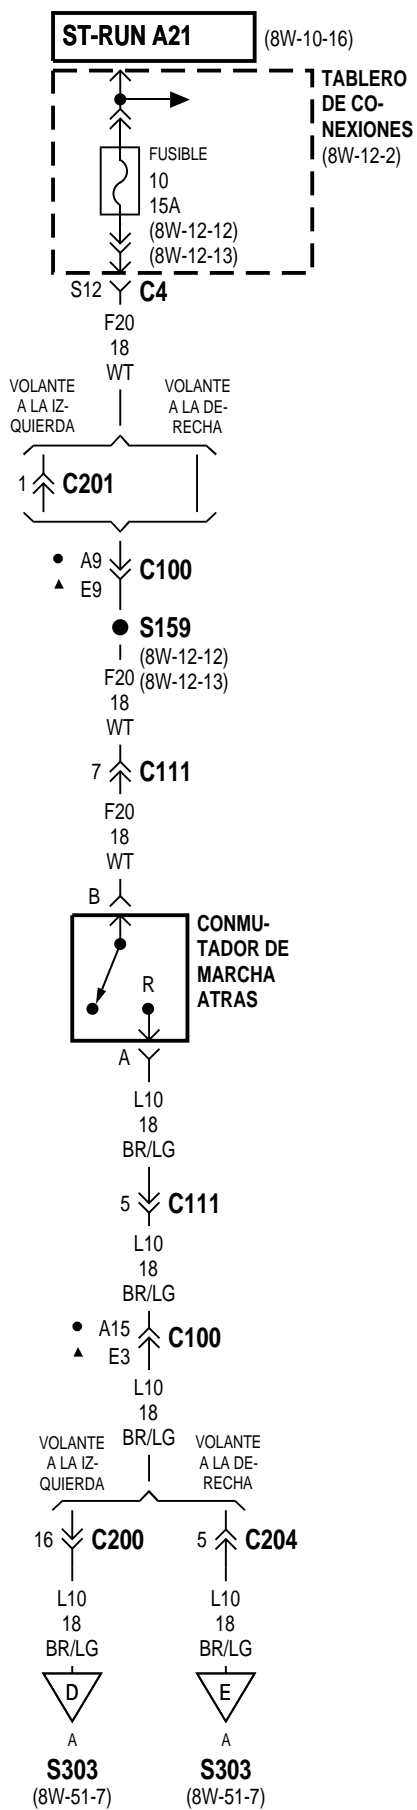 ST-RUN A21 (8W-10-16)
TABLERO
DE CO-
NEXIONES
(8W-12-2)
FUSIBLE
10
15A
(8W-12-12)
(8W-12-13)
S12 C4
F20
18
WT
VOLANTE
A LA IZ-
QUIERDA
VOLANTE
A LA DE-
RECHA
1 C201
A9 C100
E9
S159
(8W-12-12)
(8W-12-13)
F20
18
WT
7 C111
F20
18
WT
B
CONMU-
TADOR DE
MARCHA
ATRAS
R
A
L10
18
BR/LG
5 C111
L10
18
BR/LG
A15 C100
E3
L10
18
BR/LG
VOLANTE
A LA IZ-
QUIERDA
VOLANTE
A LA DE-
RECHA
16 C200
5 C204
L10
18
BR/LG
L10
18
BR/LG
D
E
A
A
S303
(8W-51-7)
S303
(8W-51-7)